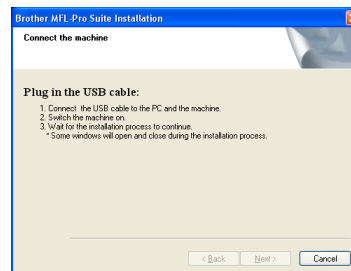 Brother MFL-Pro Suite Installation
Connect the machine
Plug in the USB cable:
1. Connect the USB cable to the PC and the machine.
2. Switch the machine on.
3. Wait for the installation process to continue.
* Some windows will open and close during the installation process.
< Back Next > Cancel